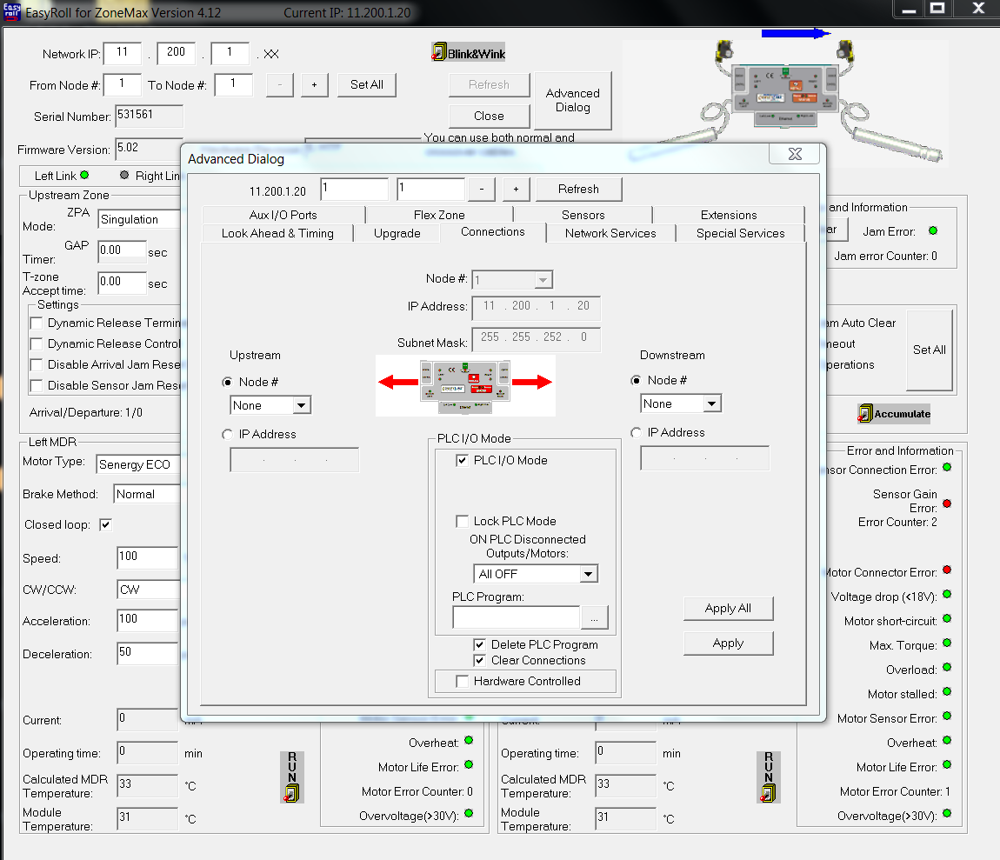 Easy roll EasyRoll for ZoneMax Version 4.12 Current IP: 11.200.1.20
Network IP: 11 . 200 . 1 . XX
Blink&Wink
From Node #: 1 To Node #: 1 - + Set All
Refresh
Advanced Dialog
Serial Number: 531561
Close
Firmware Version: 5.02
You can use both normal and
Left Link
Right Lin
Upstream Zone
ZPA Mode: Singulation
GAP Timer: 0.00 sec
T-zone Accept time: 0.00 sec
Settings
Dynamic Release Termin
Dynamic Release Control
Disable Arrival Jam Rese
Disable Sensor Jam Rese
Arrival/Departure: 1/0
Left MDR
Motor Type: Senergy ECO
Brake Method: Normal
Closed loop:
Speed: 100
CW/CCW: CW
Acceleration: 100
Deceleration: 50
Advanced Dialog
11.200.1.20 1 1 - + Refresh
Aux I/O Ports Flex Zone Sensors Extensions
Look Ahead & Timing Upgrade Connections Network Services Special Services
Node #: 1
IP Address: 11 . 200 . 1 . 20
Subnet Mask: 255 . 255 . 252 . 0
Upstream
Node #
None
IP Address
. . .
Downstream
Node #
None
IP Address
. . .
PLC I/O Mode
PLC I/O Mode
Lock PLC Mode
ON PLC Disconnected
Outputs/Motors:
All OFF
PLC Program:
...
Delete PLC Program
Clear Connections
Hardware Controlled
Apply All
Apply
and Information
ar Jam Error:
Jam error Counter: 0
am Auto Clear
meout
perations
Set All
Accumulate
Error and Information
nsor Connection Error:
Sensor Gain
Error:
Error Counter: 2
Motor Connector Error:
Voltage drop (<18V):
Motor short-circuit:
Max. Torque:
Overload:
Motor stalled:
Motor Sensor Error:
Overheat:
Motor Life Error:
Motor Error Counter: 1
Overvoltage(>30V):
Current: 0
Operating time: 0 min
Calculated MDR Temperature: 33 °C
Module Temperature: 31 °C
RUN
Overheat:
Motor Life Error:
Motor Error Counter: 0
Overvoltage(>30V):
Operating time: 0 min
Calculated MDR Temperature: 33 °C
Module Temperature: 31 °C
RUN